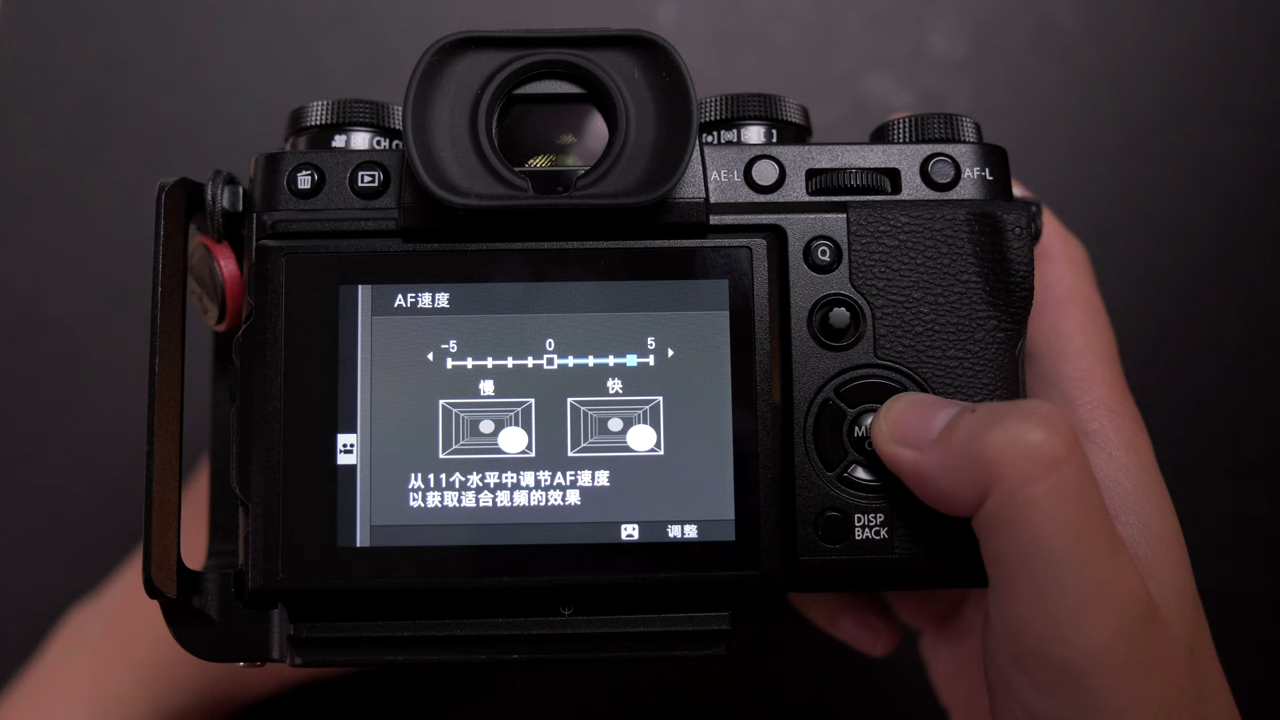 CH
AE-L
AF-L
Q
AF速度
-5 0 5
慢 快
从11个水平中调节AF速度
以获取适合视频的效果
调整
DISP
BACK